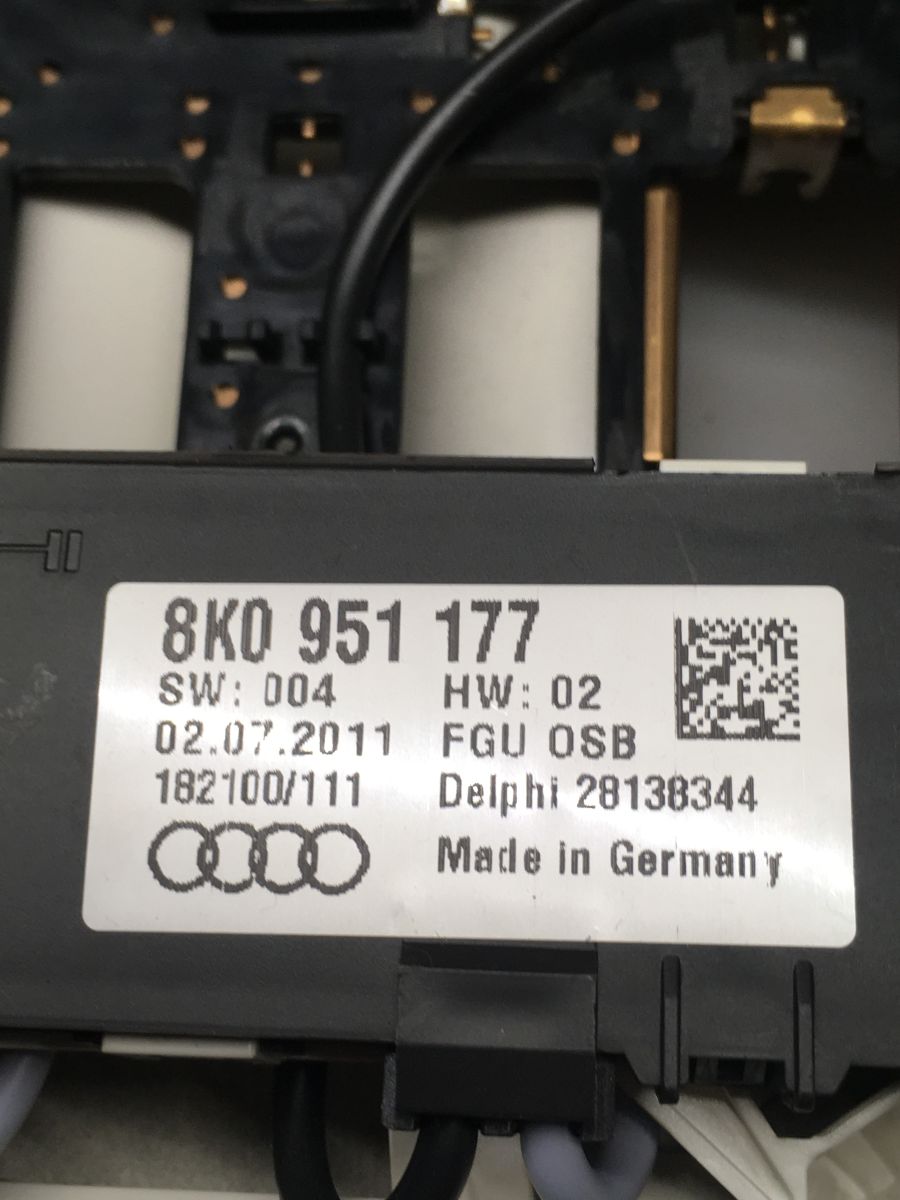 8K0 951 177
SW: 004 HW: 02
02.07.2011 FGU OSB
182100/111 Delphi 28138344
Made in Germany